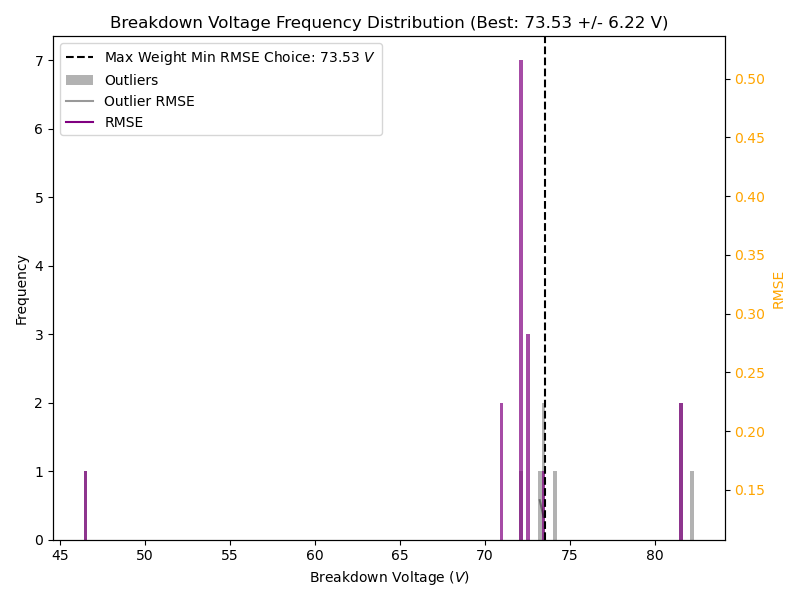 Breakdown Voltage Frequency Distribution (Best: 73.53 +/- 6.22 V)
Max Weight Min RMSE Choice: 73.53 V
Outliers
Outlier RMSE
RMSE
7
6
5
4
3
2
1
0
Frequency
0.50
0.45
0.40
0.35
0.30
0.25
0.20
0.15
RMSE
45 50 55 60 65 70 75 80
Breakdown Voltage (V)